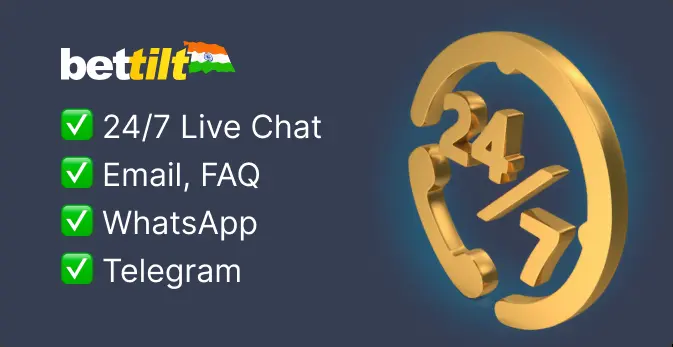 bettilt
24/7 Live Chat
Email, FAQ
WhatsApp
Telegram
24/7